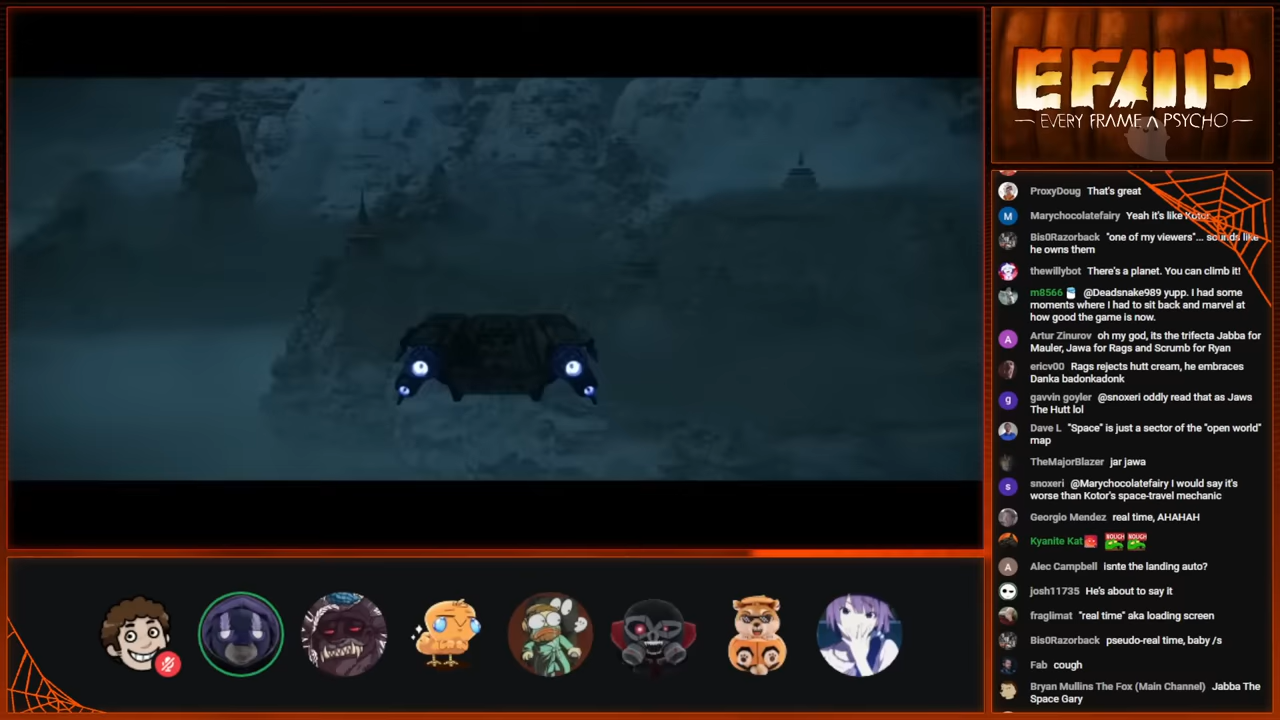 EFAIP
EVERY FRAME A PSYCHO
ProxyDoug That's great
Marychocolatefairy Yeah it's like Kotor
Bis0Razorback "one of my viewers"... sounds like
he owns them
thewillybot There's a planet. You can climb it!
m8566 @Deadsnake989 yupp. I had some
moments where I had to sit back and marvel at
how good the game is now.
Artur Zinurov oh my god, its the trifecta Jabba for
Mauler, Jawa for Rags and Scrumb for Ryan
ericv00 Rags rejects hutt cream, he embraces
Danka badonkadonk
gavvin goyler @snoxeri oddly read that as Jaws
The Hutt lol
Dave L "Space" is just a sector of the "open world"
map
TheMajorBlazer jar jawa
snoxeri @Marychocolatefairy I would say it's
worse than Kotor's space-travel mechanic
Georgio Mendez real time, AHAHAH
Kyanite Kat ROUGH ROUGH
Alec Campbell isnte the landing auto?
josh11735 He's about to say it
fraglimat "real time" aka loading screen
Bis0Razorback pseudo-real time, baby /s
Fab cough
Bryan Mullins The Fox (Main Channel) Jabba The
Space Gary
M
A
g
s
A